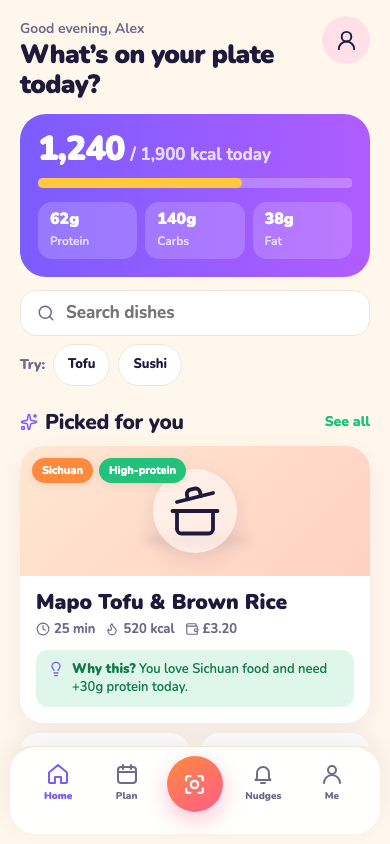 Good evening, Alex
What's on your plate
today?
1,240 / 1,900 kcal today
62g
Protein
140g
Carbs
38g
Fat
Search dishes
Try: Tofu Sushi
Picked for you See all
Sichuan High-protein
Mapo Tofu & Brown Rice
25 min 520 kcal £3.20
Why this? You love Sichuan food and need
+30g protein today.
Home Plan Nudges Me